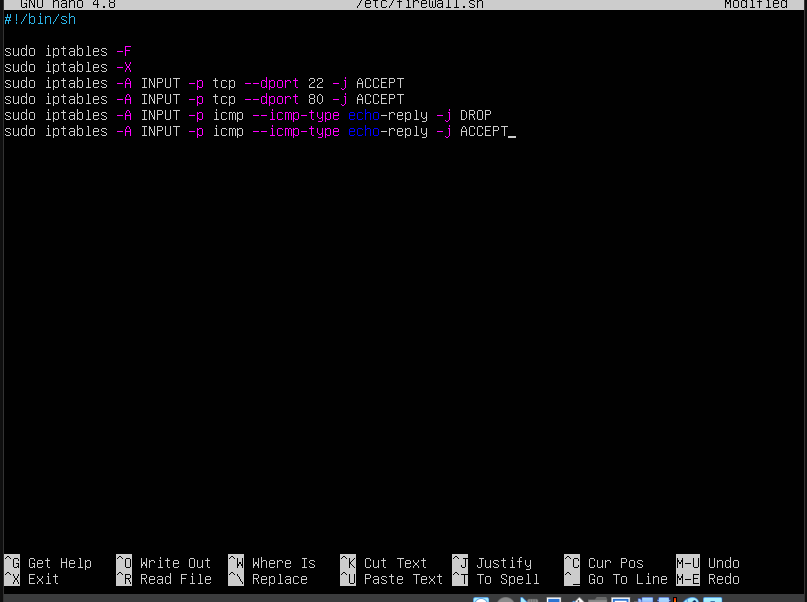 GNU nano 4.8 /etc/firewall.sh Modified
#!/bin/sh
sudo iptables -F
sudo iptables -X
sudo iptables -A INPUT -p tcp --dport 22 -j ACCEPT
sudo iptables -A INPUT -p tcp --dport 80 -j ACCEPT
sudo iptables -A INPUT -p icmp --icmp-type echo-reply -j DROP
sudo iptables -A INPUT -p icmp --icmp-type echo-reply -j ACCEPT_
^G Get Help ^O Write Out ^W Where Is ^K Cut Text ^J Justify ^C Cur Pos M-U Undo
^X Exit ^R Read File ^\ Replace ^U Paste Text ^T To Spell ^_ Go To Line M-E Redo